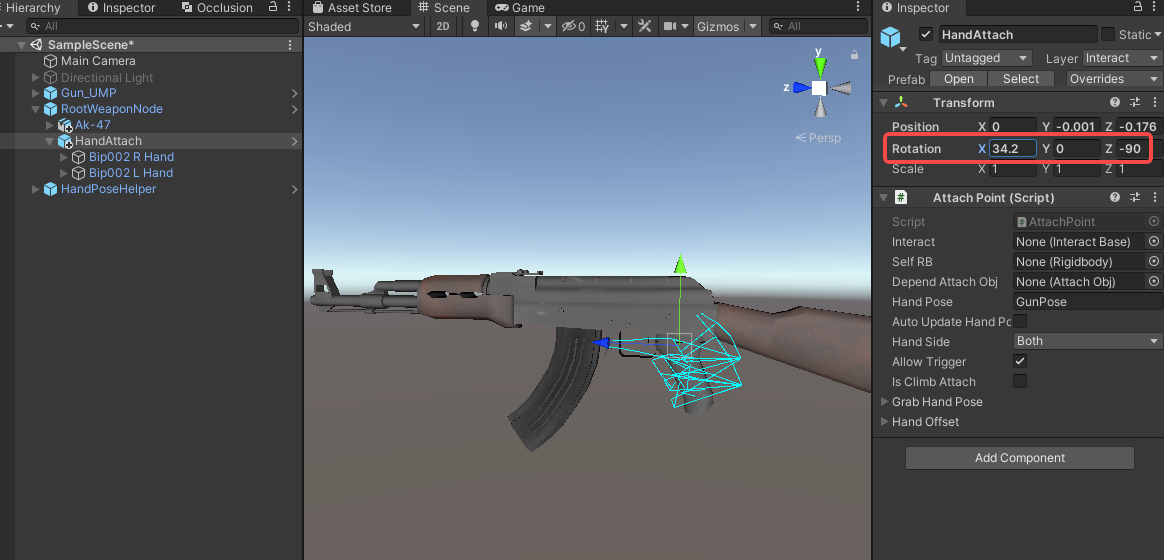 Hierarchy
Inspector
Occlusion
All
SampleScene*
Main Camera
Directional Light
Gun_UMP
RootWeaponNode
Ak-47
HandAttach
Bip002 R Hand
Bip002 L Hand
HandPoseHelper
Asset Store
Scene
Game
Shaded
2D
0
Gizmos
All
y
z
Persp
Inspector
HandAttach
Static
Tag Untagged Layer Interact
Prefab Open Select Overrides
Transform
Position X 0 Y -0.001 Z -0.176
Rotation X 34.2 Y 0 Z -90
Scale X 1 Y 1 Z 1
Attach Point (Script)
Script # AttachPoint
Interact None (Interact Base)
Self RB None (Rigidbody)
Depend Attach Obj None (Attach Obj)
Hand Pose GunPose
Auto Update Hand Po
Hand Side Both
Allow Trigger
Is Climb Attach
Grab Hand Pose
Hand Offset
Add Component